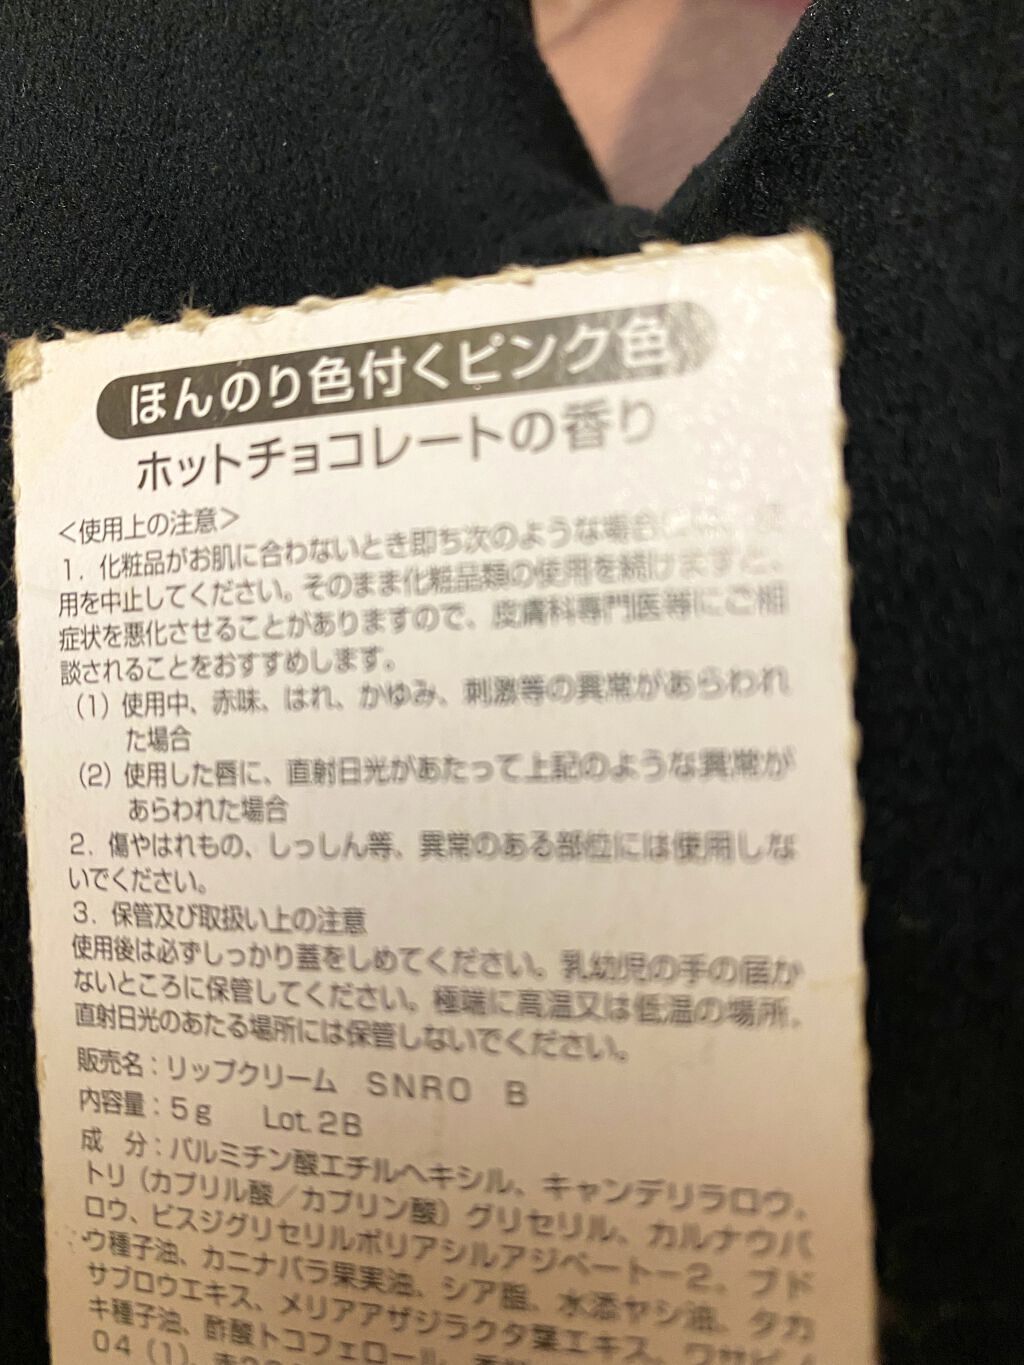 ほんのり色付くピンク色
ホットチョコレートの香り
＜使用上の注意＞
1．化粧品がお肌に合わないとき即ち次のような場合には、使
用を中止してください。そのまま化粧品類の使用を続けますと、
症状を悪化させることがありますので、皮膚科専門医等にご相
談されることをおすすめします。
(1) 使用中、赤味、はれ、かゆみ、刺激等の異常があらわれ
た場合
(2) 使用した唇に、直射日光があたって上記のような異常が
あらわれた場合
2．傷やはれもの、しっしん等、異常のある部位には使用しな
いでください。
3．保管及び取扱い上の注意
使用後は必ずしっかり蓋をしめてください。乳幼児の手の届か
ないところに保管してください。極端に高温又は低温の場所、
直射日光のあたる場所には保管しないでください。
販売名：リップクリーム　SNRO　B
内容量：5g　Lot.2B
成　分：パルミチン酸エチルヘキシル、キャンデリラロウ、
トリ（カプリル酸／カプリン酸）グリセリル、カルナウバ
ロウ、ビスジグリセリルポリアシルアジペート−2、ブド
ウ種子油、カニナバラ果実油、シア脂、水添ヤシ油、タカ
サブロウエキス、メリアアザジラクタ葉エキス、ワサビノ
キ種子油、酢酸トコフェロール、
04（1）、